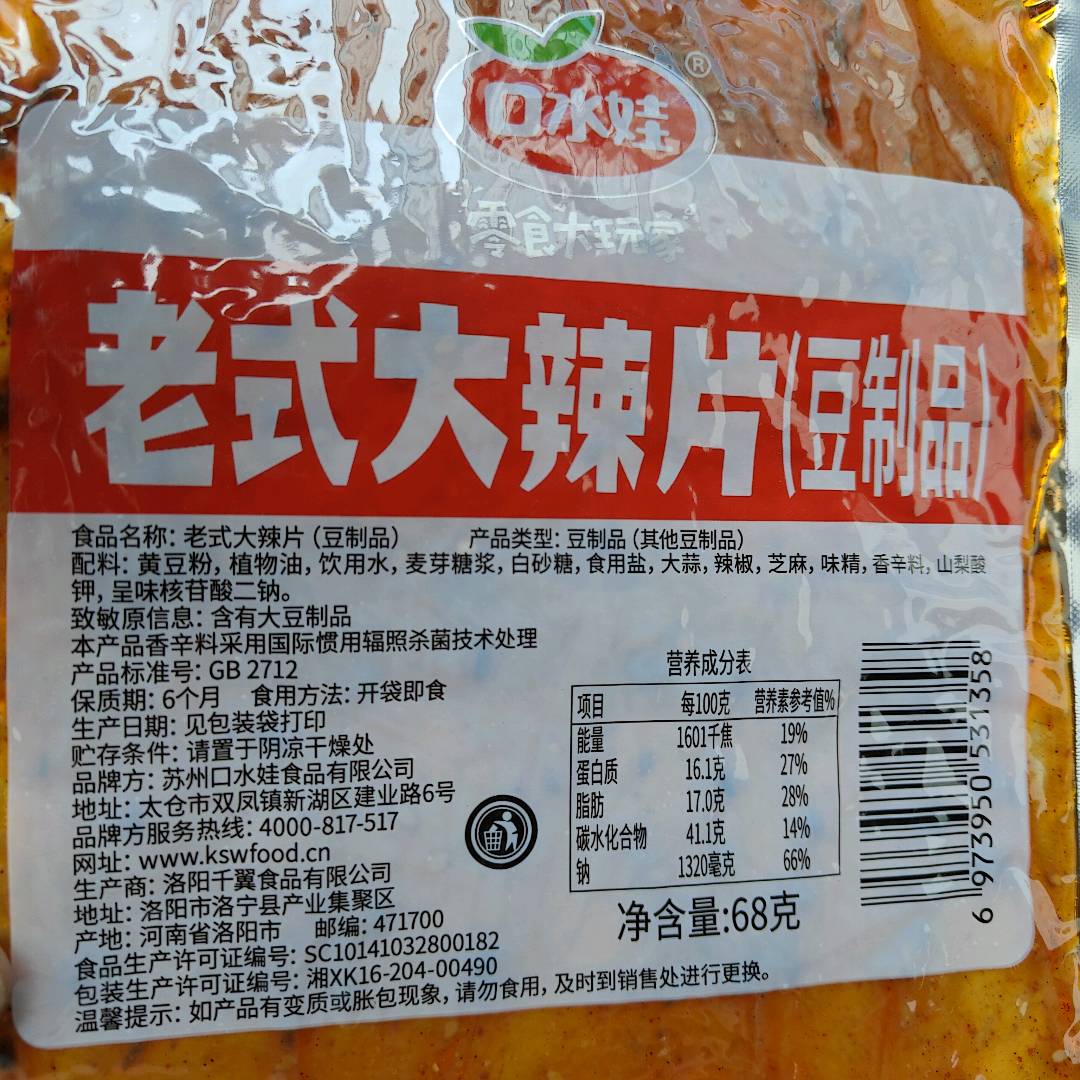 口水娃®
零食大玩家
老式大辣片(豆制品)
食品名称: 老式大辣片 (豆制品) 产品类型: 豆制品 (其他豆制品)
配料: 黄豆粉, 植物油, 饮用水, 麦芽糖浆, 白砂糖, 食用盐, 大蒜, 辣椒, 芝麻, 味精, 香辛料, 山梨酸
钾, 呈味核苷酸二钠。
致敏原信息: 含有大豆制品
本产品香辛料采用国际惯用辐照杀菌技术处理
产品标准号: GB 2712
保质期: 6个月 食用方法: 开袋即食
生产日期: 见包装袋打印
贮存条件: 请置于阴凉干燥处
品牌方: 苏州口水娃食品有限公司
地址: 太仓市双凤镇新湖区建业路6号
品牌方服务热线: 4000-817-517
网址: www.kswfood.cn
生产商: 洛阳千翼食品有限公司
地址: 洛阳市洛宁县产业集聚区
产地: 河南省洛阳市 邮编: 471700
食品生产许可证编号: SC10141032800182
包装生产许可证编号: 湘XK16-204-00490
温馨提示: 如产品有变质或胀包现象, 请勿食用, 及时到销售处进行更换。
营养成分表
项目 每100克 营养素参考值%
能量 1601千焦 19%
蛋白质 16.1克 27%
脂肪 17.0克 28%
碳水化合物 41.1克 14%
钠 1320毫克 66%
净含量:68克
6 973950 531358